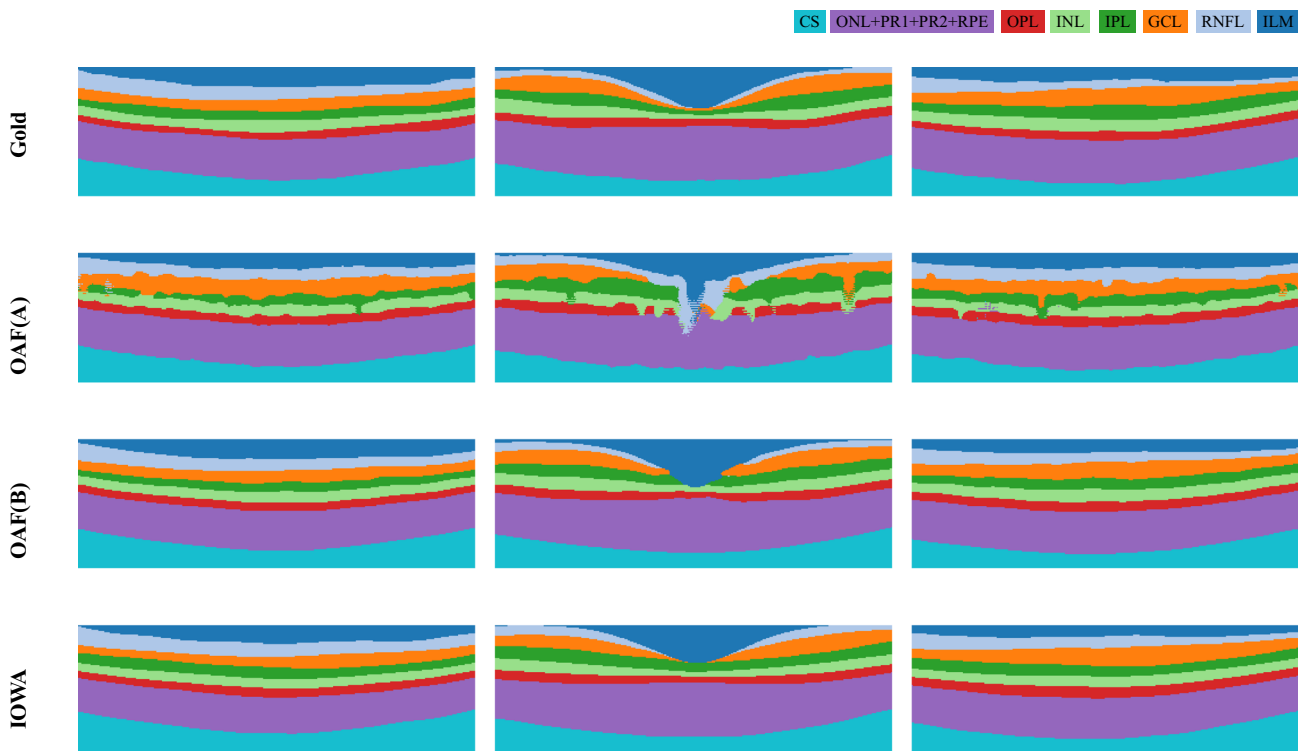 CS ONL+PR1+PR2+RPE OPL INL IPL GCL RNFL ILM
Gold
OAF(A)
OAF(B)
IOWA